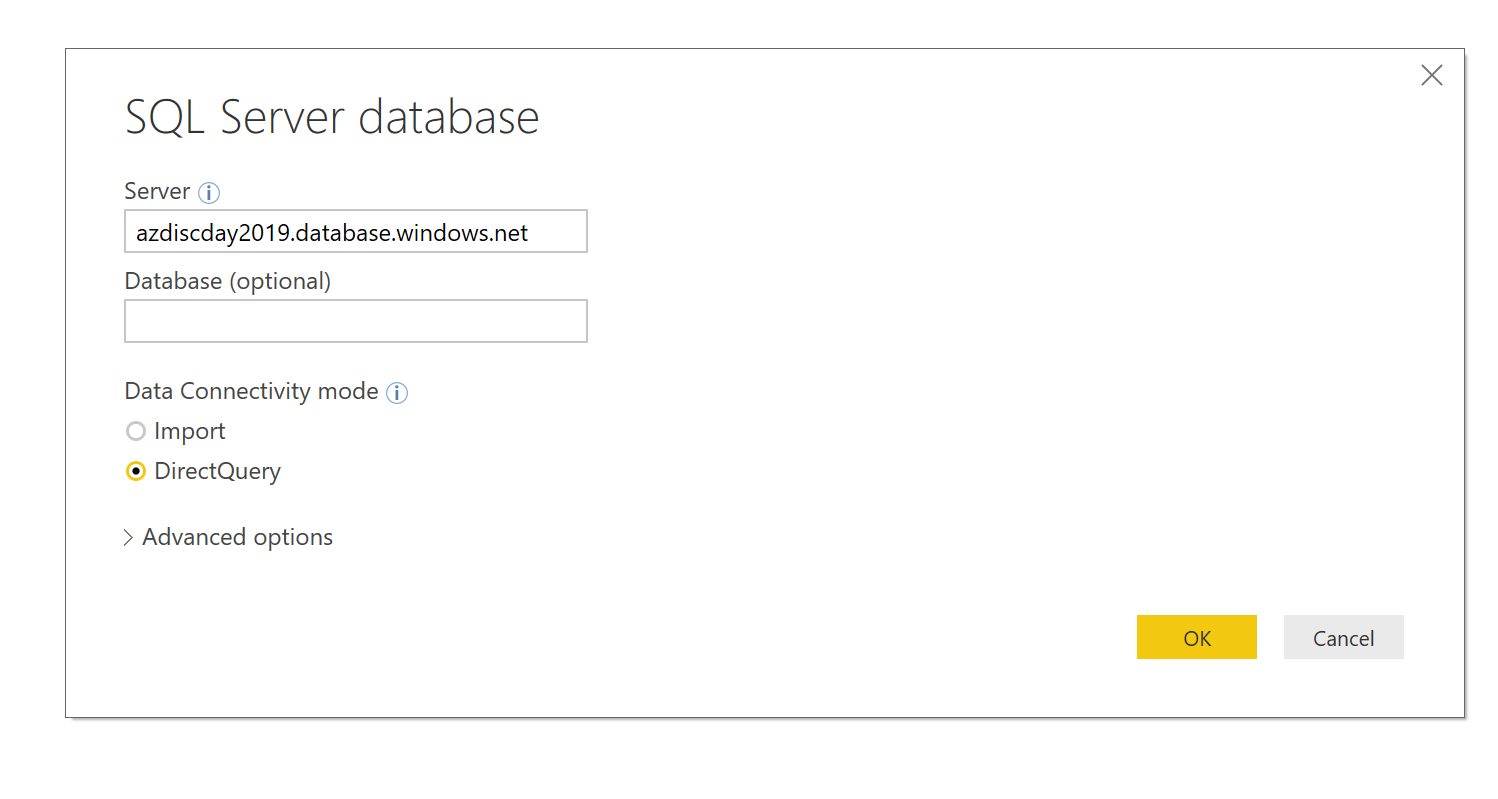 SQL Server database
Server
azdiscday2019.database.windows.net
Database (optional)
Data Connectivity mode
Import
DirectQuery
Advanced options
OK Cancel